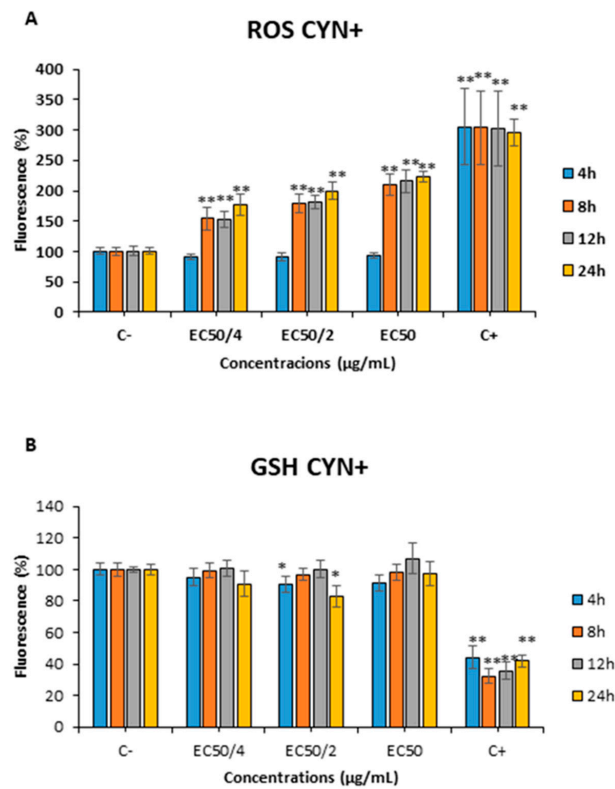 A
ROS CYN+
400
350
300
250
200
150
100
50
0
Fluorescence (%)
** ** **
** ** **
** ** **
** ** ** **
C- EC50/4 EC50/2 EC50 C+
Concentracions (µg/mL)
4h
8h
12h
24h
B
GSH CYN+
140
120
100
80
60
40
20
0
Fluorescence (%)
* *
** ** ** **
C- EC50/4 EC50/2 EC50 C+
Concentrations (µg/mL)
4h
8h
12h
24h